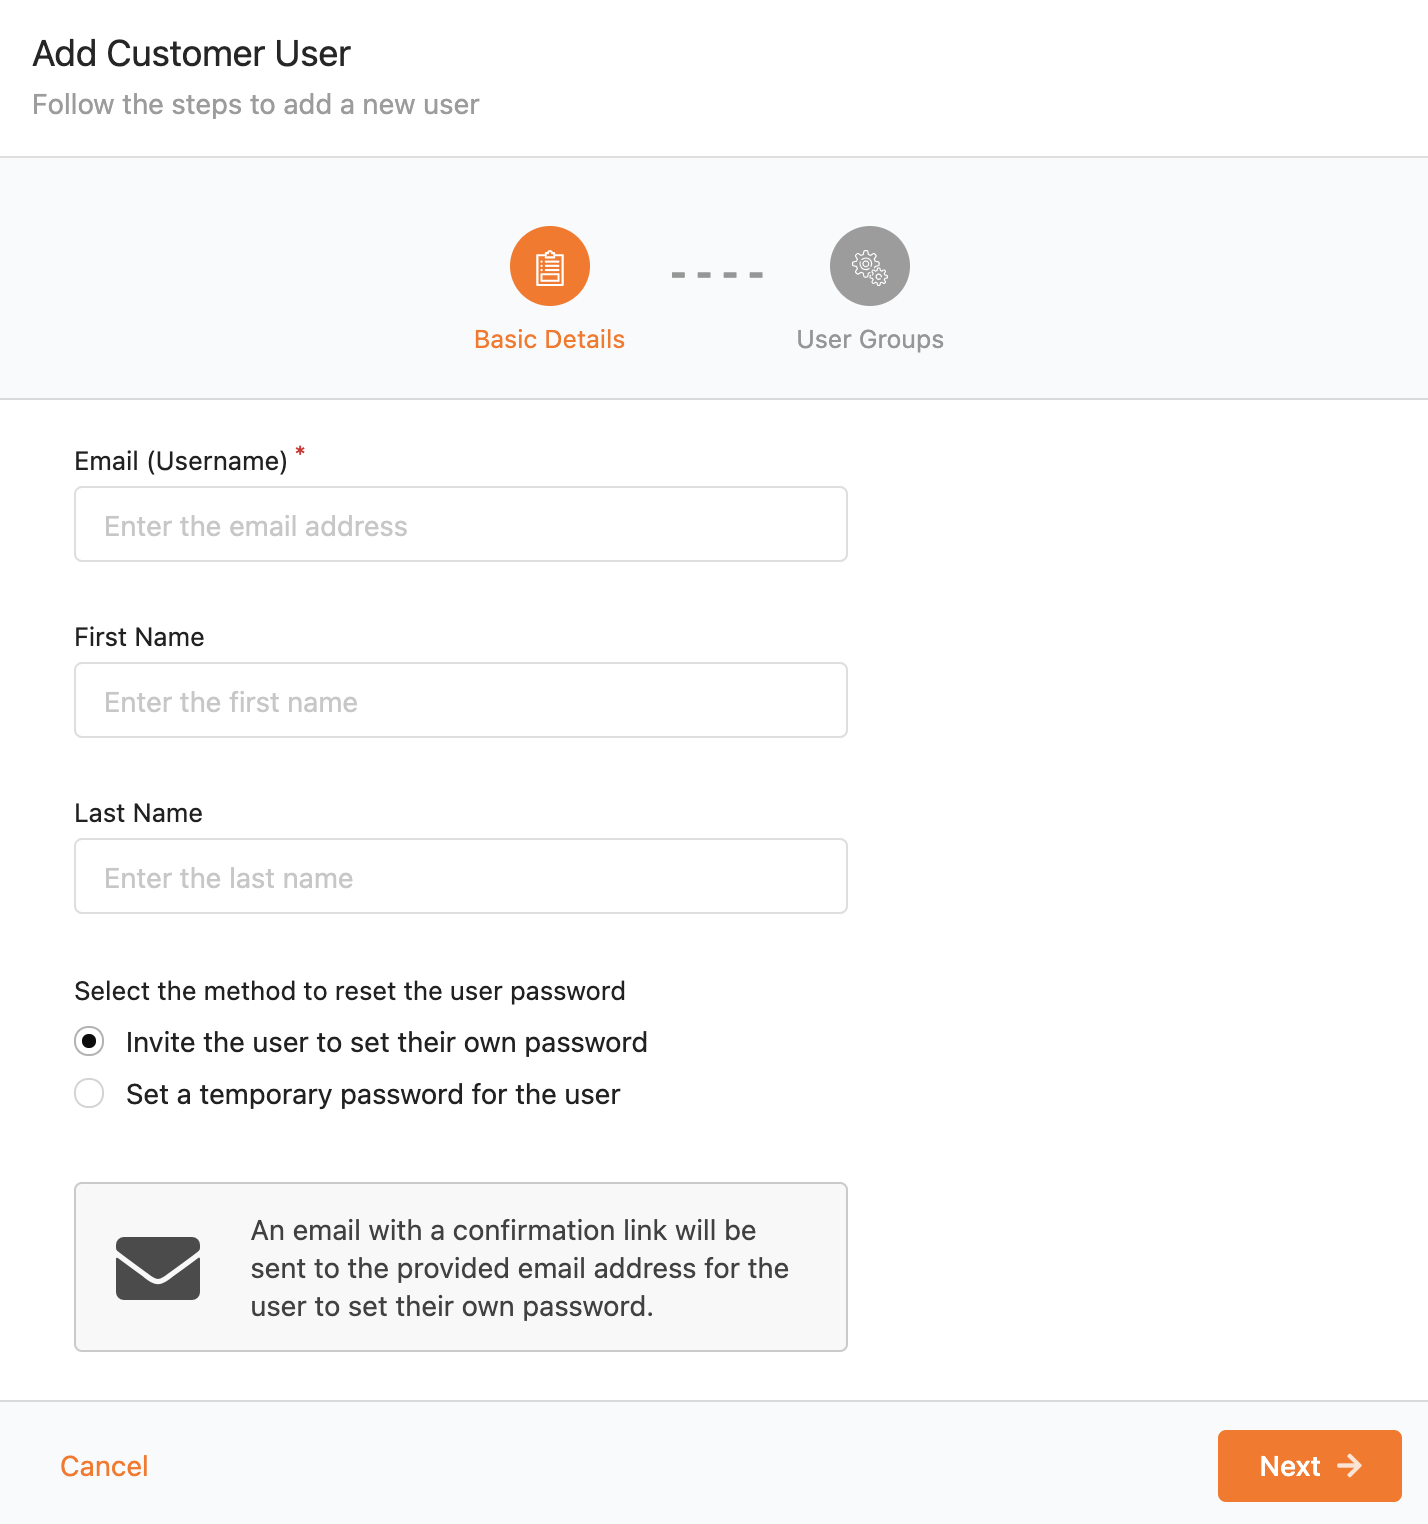 Add Customer User
Follow the steps to add a new user
Basic Details
User Groups
Email (Username) *
Enter the email address
First Name
Enter the first name
Last Name
Enter the last name
Select the method to reset the user password
Invite the user to set their own password
Set a temporary password for the user
An email with a confirmation link will be
sent to the provided email address for the
user to set their own password.
Cancel
Next →